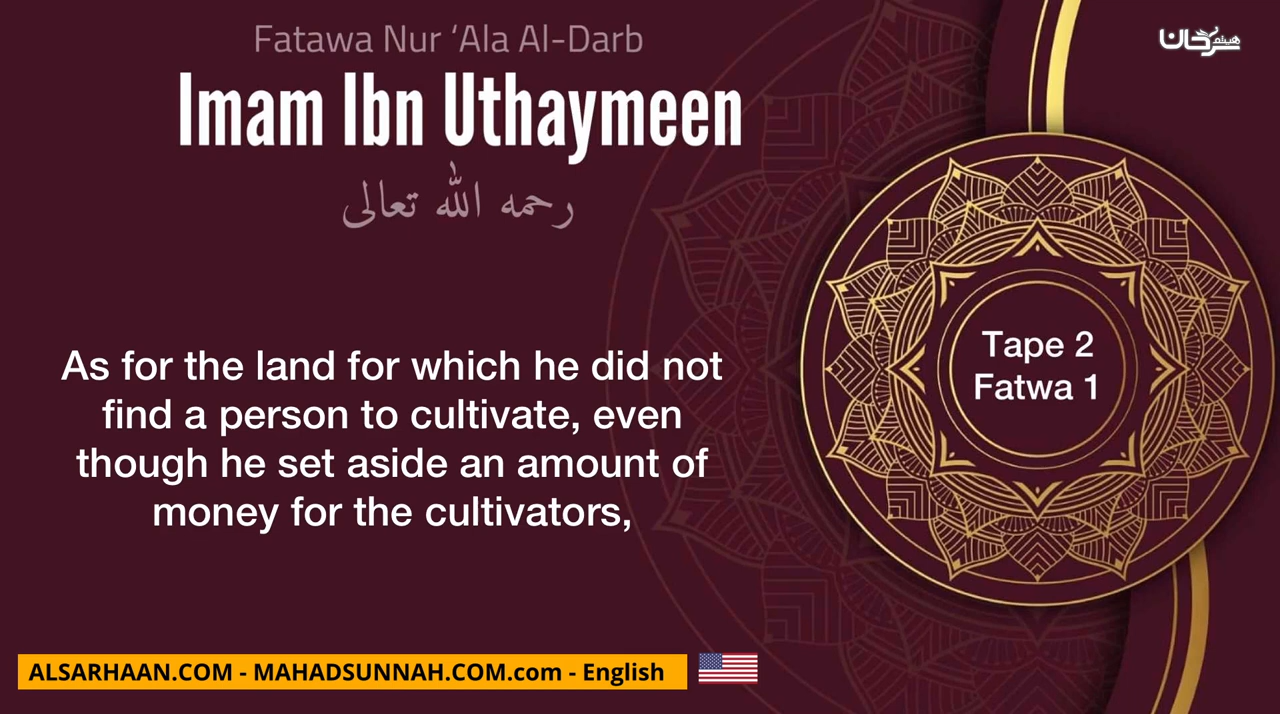 Fatawa Nur ‘Ala Al-Darb
Imam Ibn Uthaymeen
رحمه الله تعالى
هيثم
سرحان
As for the land for which he did not
find a person to cultivate, even
though he set aside an amount of
money for the cultivators,
Tape 2
Fatwa 1
ALSARHAAN.COM - MAHADSUNNAH.COM.com - English